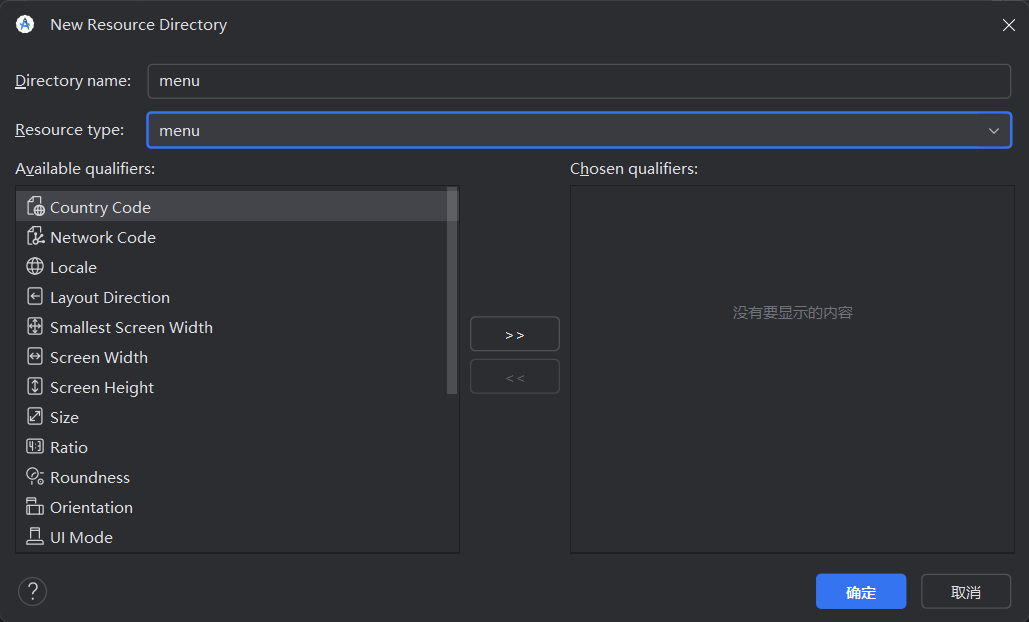 New Resource Directory
Directory name: menu
Resource type: menu
Available qualifiers:
Chosen qualifiers:
Country Code
Network Code
Locale
Layout Direction
Smallest Screen Width
Screen Width
Screen Height
Size
Ratio
Roundness
Orientation
UI Mode
>>
<<
没有要显示的内容
?
确定
取消